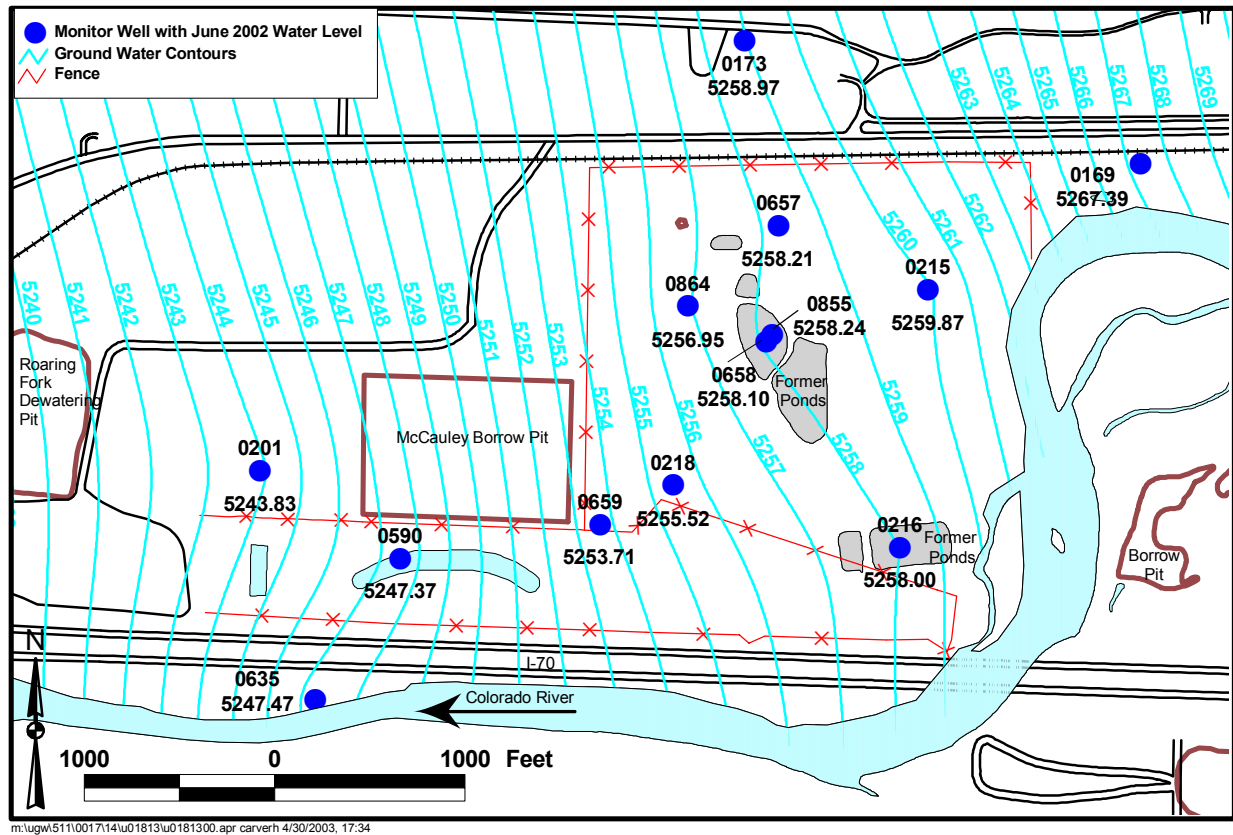 Monitor Well with June 2002 Water Level
Ground Water Contours
Fence
0173
5258.97
5263
5264
5265
5266
5267
5268
5269
0169
5267.39
0657
5258.21
5260
5261
5262
0215
5259.87
0864
5256.95
0855
5258.24
0658
5258.10
Former
Ponds
5240
5241
5242
5243
5244
5245
5246
5247
5248
5249
5250
5251
5252
5253
5254
5255
5256
5257
5258
5259
Roaring
Fork
Dewatering
Pit
McCauley Borrow Pit
0201
5243.83
0218
5255.52
0659
5253.71
0590
5247.37
0216
5258.00
Former
Ponds
Borrow
Pit
I-70
0635
5247.47
Colorado River
N
1000 0 1000 Feet
m:\ugw\511\0017\14\u01813\u0181300.apr carverh 4/30/2003, 17:34